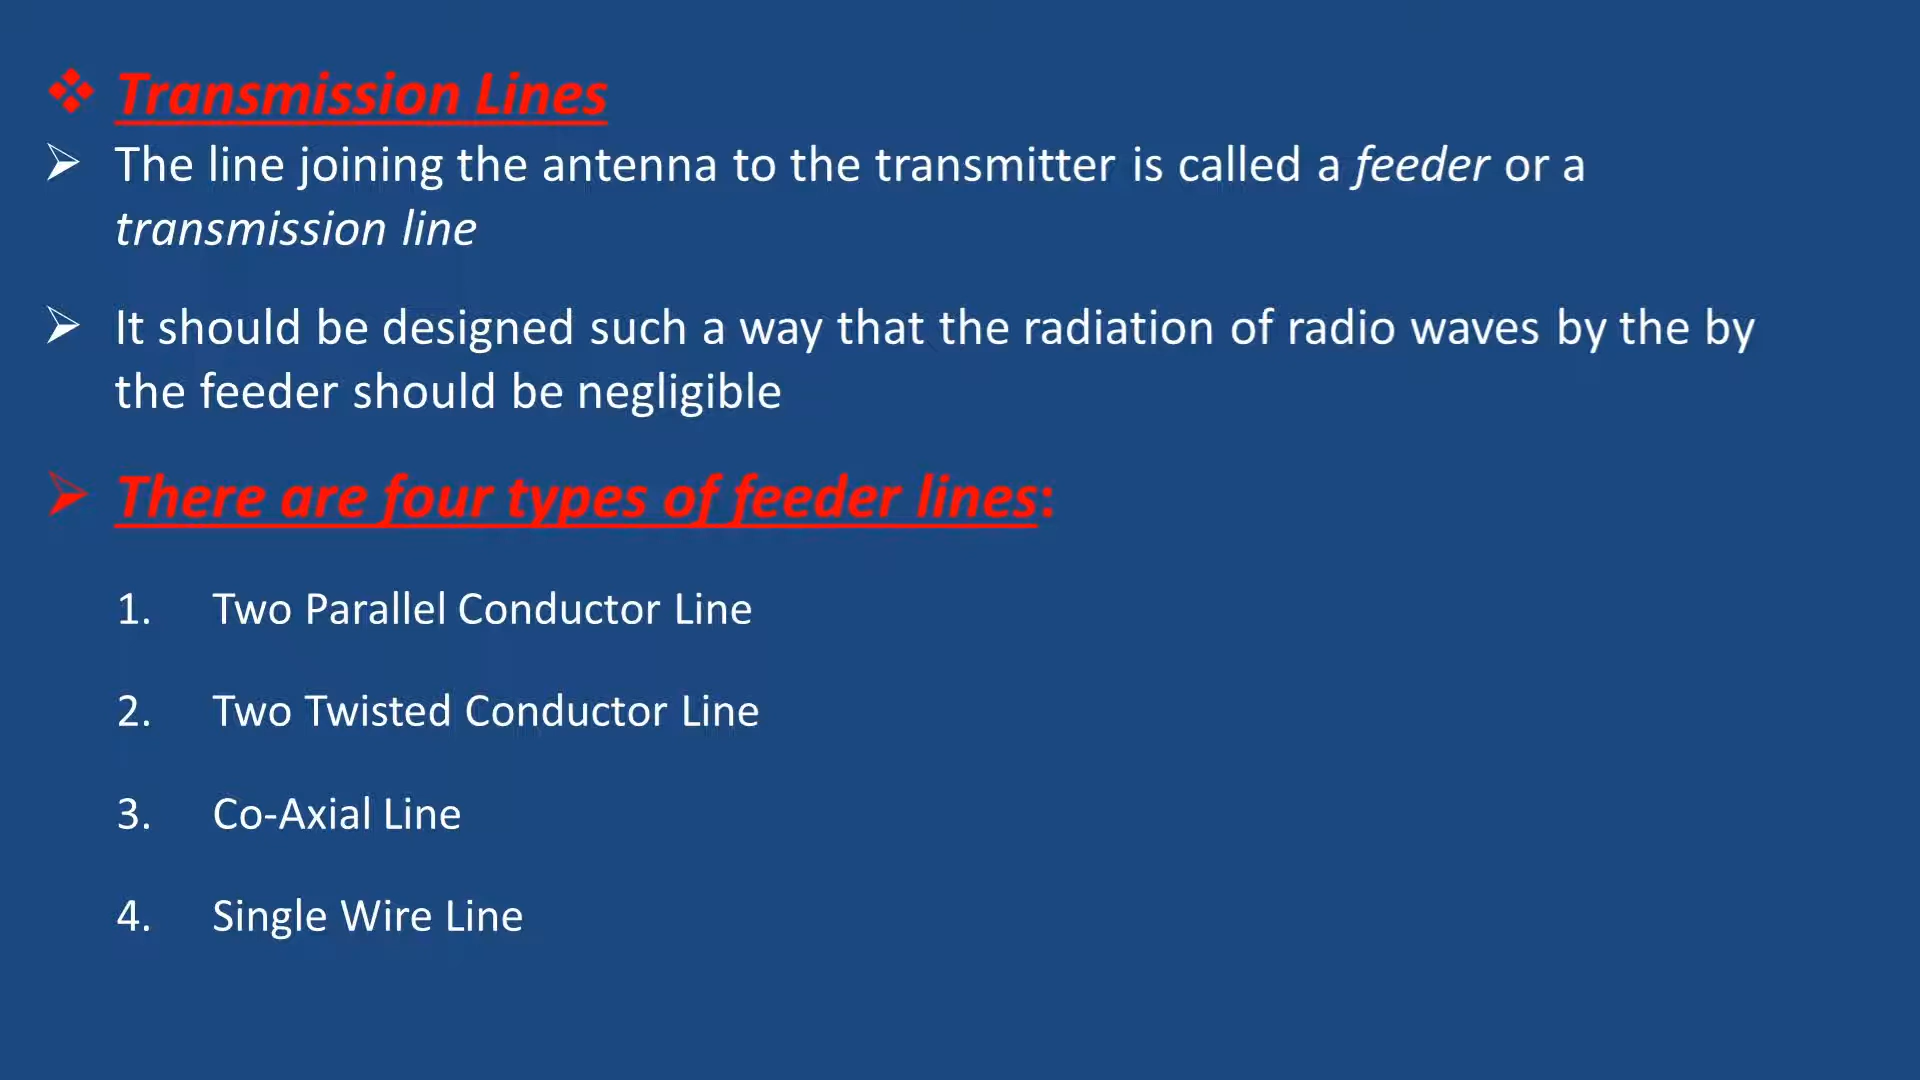 ❖ Transmission Lines
➢ The line joining the antenna to the transmitter is called a feeder or a
transmission line
➢ It should be designed such a way that the radiation of radio waves by the by
the feeder should be negligible
➢ There are four types of feeder lines:
1. Two Parallel Conductor Line
2. Two Twisted Conductor Line
3. Co-Axial Line
4. Single Wire Line